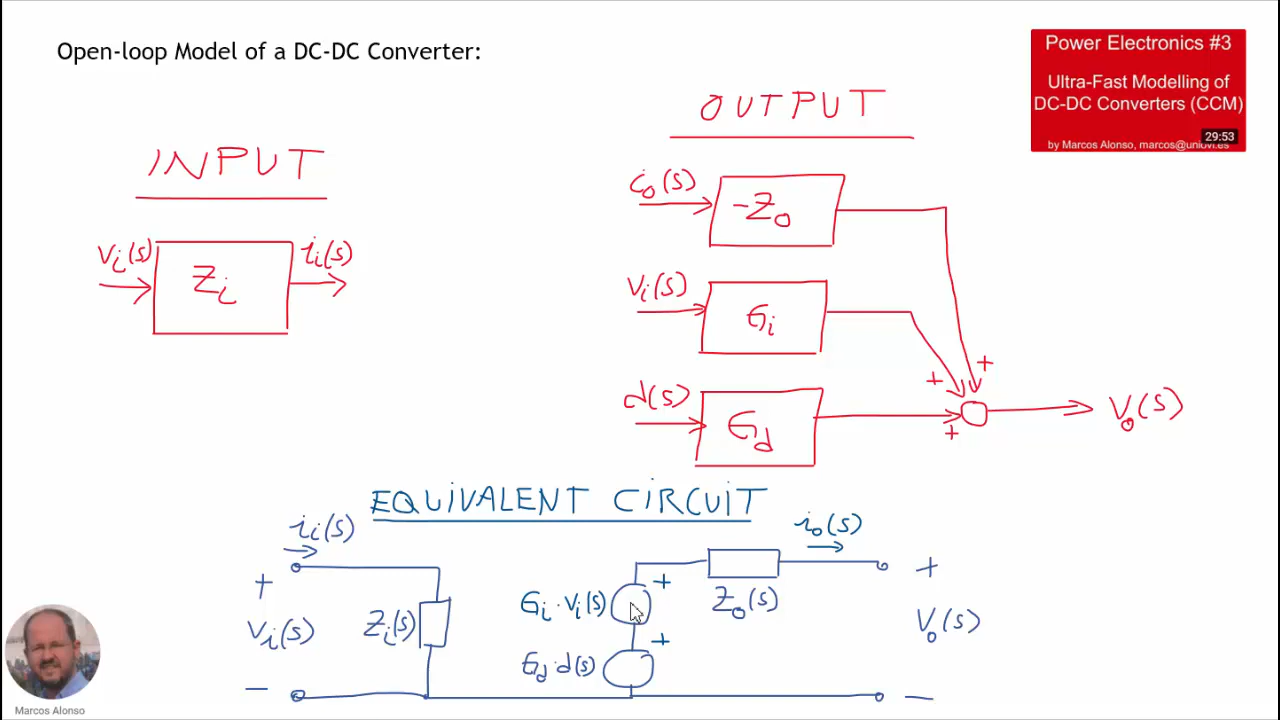 Open-loop Model of a DC-DC Converter:
Power Electronics #3
Ultra-Fast Modelling of
DC-DC Converters (CCM)
29:53
by Marcos Alonso, marcos@uniovi.es
INPUT
Vi(s)
Zi
ii(s)
OUTPUT
io(s)
-Zo
Vi(s)
Gi
d(s)
Gd
+
+
+
Vo(s)
EQUIVALENT CIRCUIT
ii(s)
+
Vi(s)
-
Zi(s)
Gi·Vi(s)
+
Gd·d(s)
+
Zo(s)
io(s)
+
Vo(s)
-
Marcos Alonso